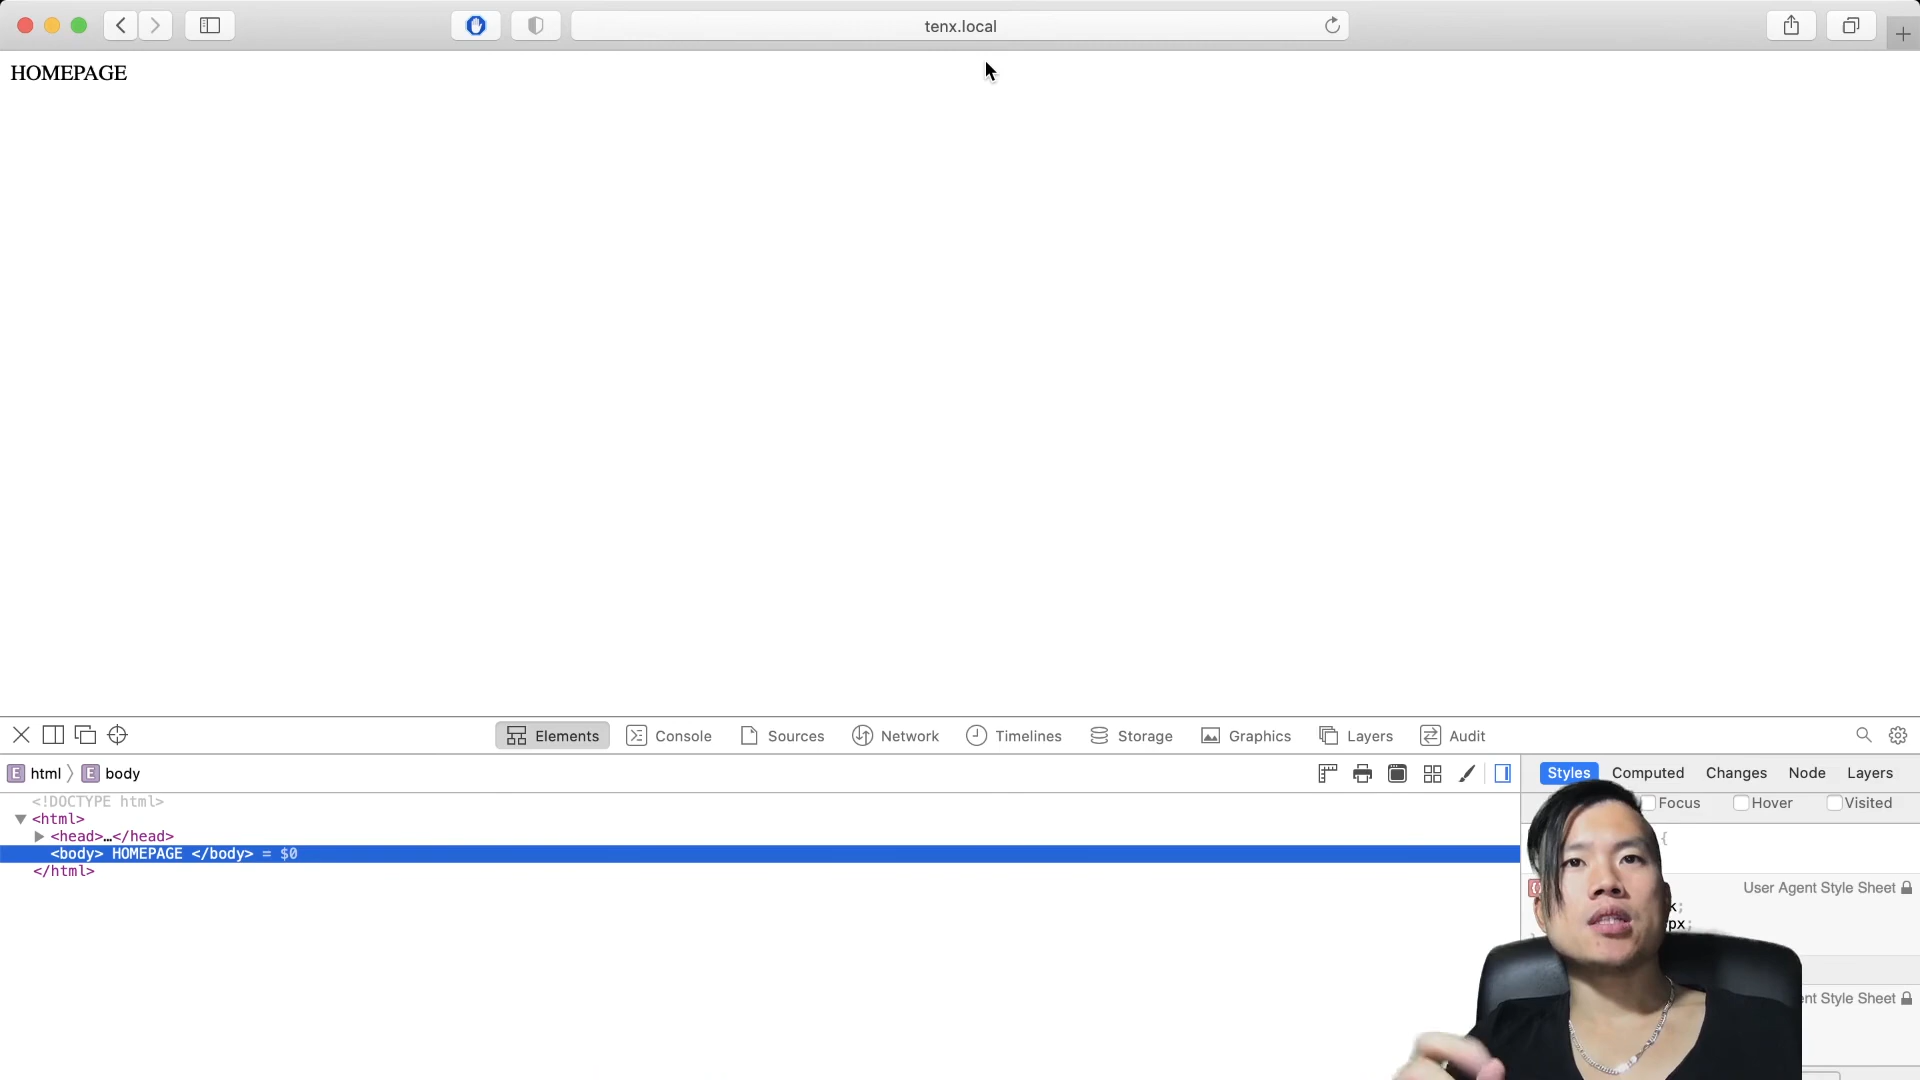 tenx.local
HOMEPAGE
Elements Console Sources Network Timelines Storage Graphics Layers Audit
E html E body
Styles Computed Changes Node Layers
<!DOCTYPE html>
Focus Hover Visited
<html>
<head>…</head>
{
<body> HOMEPAGE </body> = $0
</html>
User Agent Style Sheet
k;
px;
nt Style Sheet